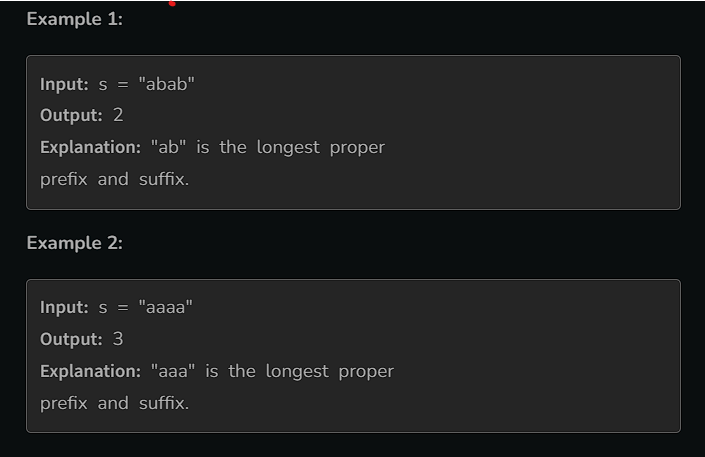 Example 1:
Input: s = "abab"
Output: 2
Explanation: "ab" is the longest proper
prefix and suffix.
Example 2:
Input: s = "aaaa"
Output: 3
Explanation: "aaa" is the longest proper
prefix and suffix.